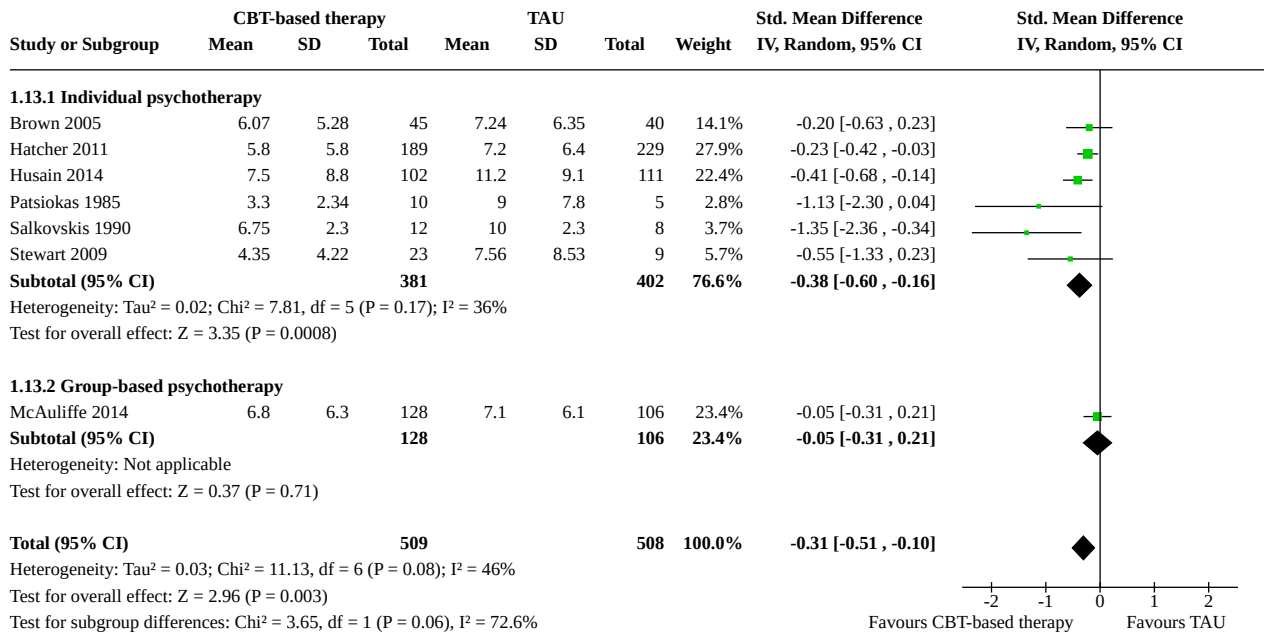 CBT-based therapy TAU Std. Mean Difference Std. Mean Difference
Study or Subgroup Mean SD Total Mean SD Total Weight IV, Random, 95% CI IV, Random, 95% CI
1.13.1 Individual psychotherapy
Brown 2005 6.07 5.28 45 7.24 6.35 40 14.1% -0.20 [-0.63 , 0.23]
Hatcher 2011 5.8 5.8 189 7.2 6.4 229 27.9% -0.23 [-0.42 , -0.03]
Husain 2014 7.5 8.8 102 11.2 9.1 111 22.4% -0.41 [-0.68 , -0.14]
Patsiokas 1985 3.3 2.34 10 9 7.8 5 2.8% -1.13 [-2.30 , 0.04]
Salkovskis 1990 6.75 2.3 12 10 2.3 8 3.7% -1.35 [-2.36 , -0.34]
Stewart 2009 4.35 4.22 23 7.56 8.53 9 5.7% -0.55 [-1.33 , 0.23]
Subtotal (95% CI) 381 402 76.6% -0.38 [-0.60 , -0.16]
Heterogeneity: Tau² = 0.02; Chi² = 7.81, df = 5 (P = 0.17); I² = 36%
Test for overall effect: Z = 3.35 (P = 0.0008)
1.13.2 Group-based psychotherapy
McAuliffe 2014 6.8 6.3 128 7.1 6.1 106 23.4% -0.05 [-0.31 , 0.21]
Subtotal (95% CI) 128 106 23.4% -0.05 [-0.31 , 0.21]
Heterogeneity: Not applicable
Test for overall effect: Z = 0.37 (P = 0.71)
Total (95% CI) 509 508 100.0% -0.31 [-0.51 , -0.10]
Heterogeneity: Tau² = 0.03; Chi² = 11.13, df = 6 (P = 0.08); I² = 46%
Test for overall effect: Z = 2.96 (P = 0.003) -2 -1 0 1 2
Test for subgroup differences: Chi² = 3.65, df = 1 (P = 0.06), I² = 72.6% Favours CBT-based therapy Favours TAU